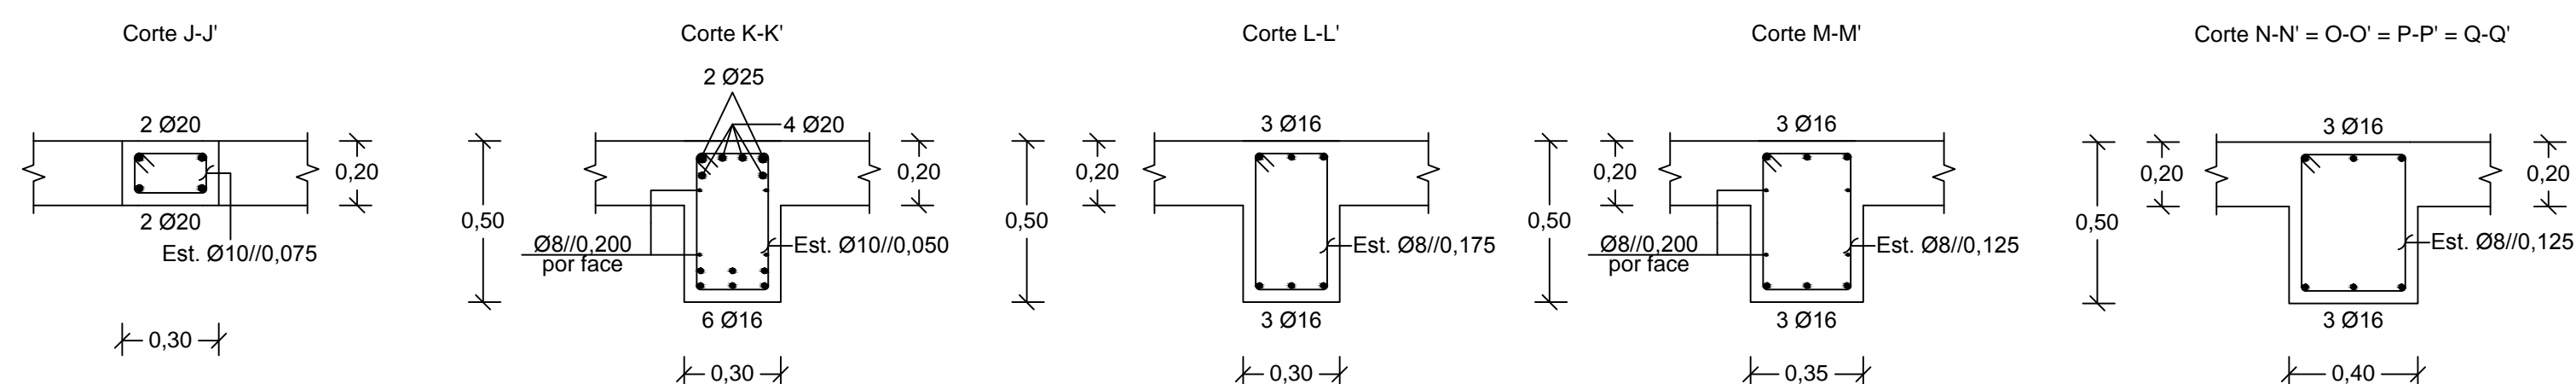 Corte J-J'
2 Ø20
0,20
2 Ø20
Est. Ø10//0,075
0,30
Corte K-K'
2 Ø25
4 Ø20
0,20
0,50
Ø8//0,200
por face
Est. Ø10//0,050
6 Ø16
0,30
Corte L-L'
3 Ø16
0,20
0,50
Est. Ø8//0,175
3 Ø16
0,30
Corte M-M'
3 Ø16
0,20
0,50
Ø8//0,200
por face
Est. Ø8//0,125
3 Ø16
0,35
Corte N-N' = O-O' = P-P' = Q-Q'
3 Ø16
0,20
0,20
0,50
Est. Ø8//0,125
3 Ø16
0,40